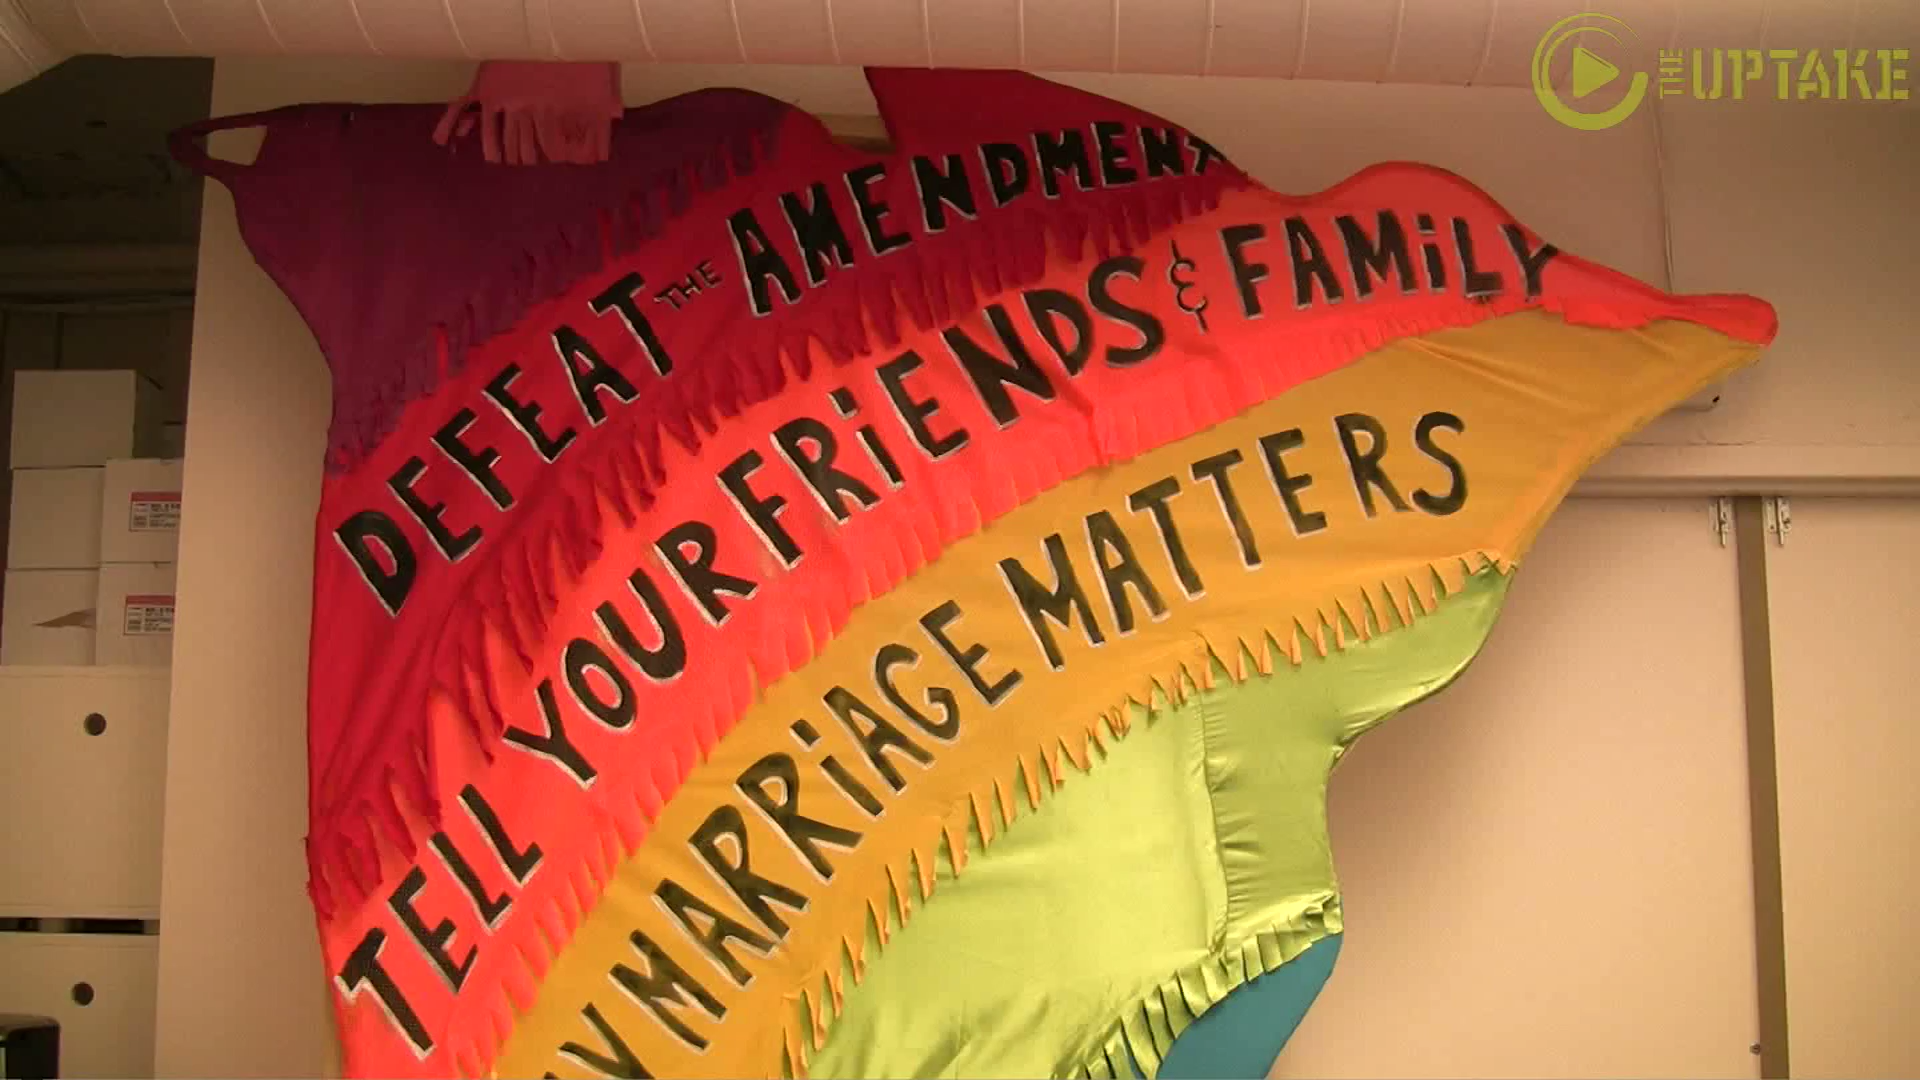 THE UPTAKE
DEFEAT THE AMENDMENT
TELL YOUR FRIENDS & FAMiLY
MARRiAGE MATTERS